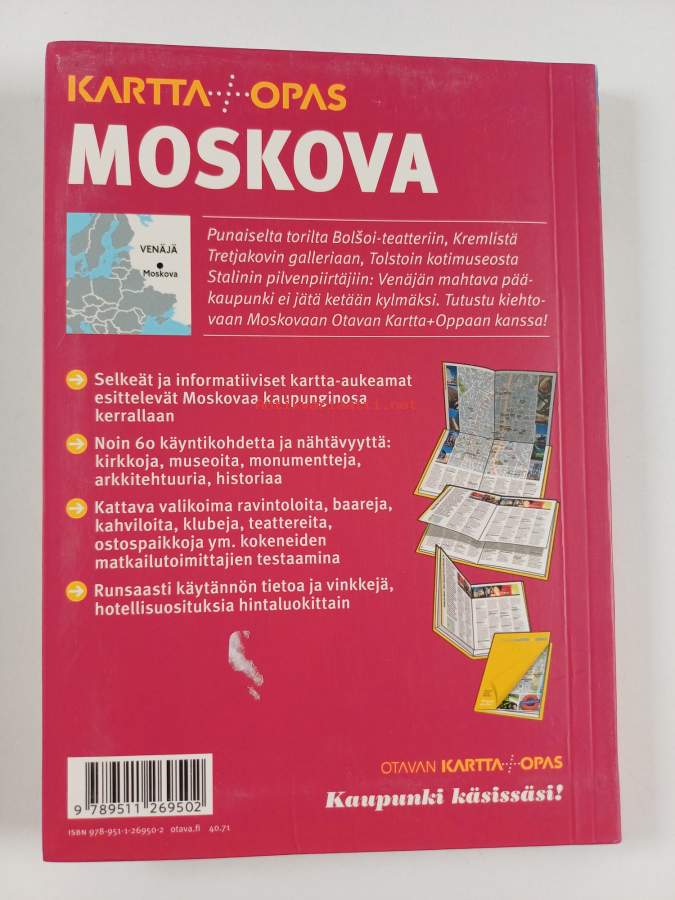 KARTTA+OPAS
MOSKOVA
VENÄJÄ
Moskova
Punaiselta torilta Bolšoi-teatteriin, Kremlistä
Tretjakovin galleriaan, Tolstoin kotimuseosta
Stalinin pilvenpiirtäjiin: Venäjän mahtava pää-
kaupunki ei jätä ketään kylmäksi. Tutustu kiehto-
vaan Moskovaan Otavan Kartta+Oppaan kanssa!
Selkeät ja informatiiviset kartta-aukeamat
esittelevät Moskovaa kaupunginosa
kerrallaan
Noin 60 käyntikohdetta ja nähtävyyttä:
kirkkoja, museoita, monumentteja,
arkkitehtuuria, historiaa
Kattava valikoima ravintoloita, baareja,
kahviloita, klubeja, teattereita,
ostospaikkoja ym. kokeneiden
matkailutoimittajien testaamina
Runsaasti käytännön tietoa ja vinkkejä,
hotellisuosituksia hintaluokittain
OTAVAN KARTTA+OPAS
Kaupunki käsissäsi!
9 789511 269502
ISBN 978-951-1-26950-2 otava.fi 40.71